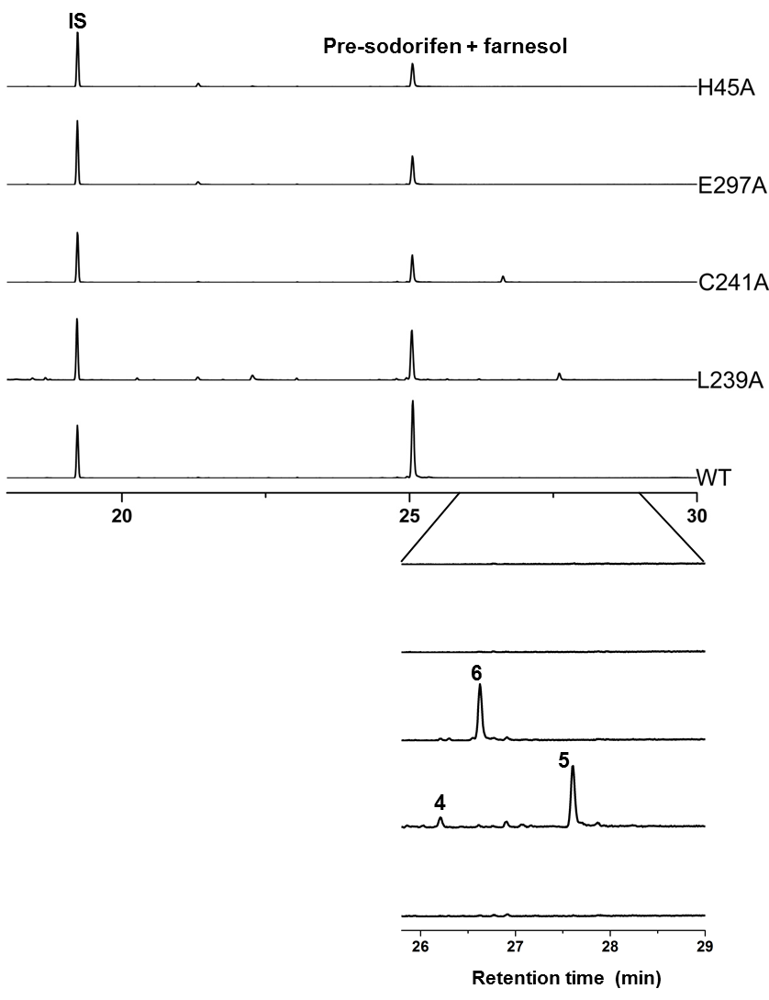 IS
Pre-sodorifen + farnesol
H45A
E297A
C241A
L239A
WT
20 25 30
6
5
4
26 27 28 29
Retention time (min)